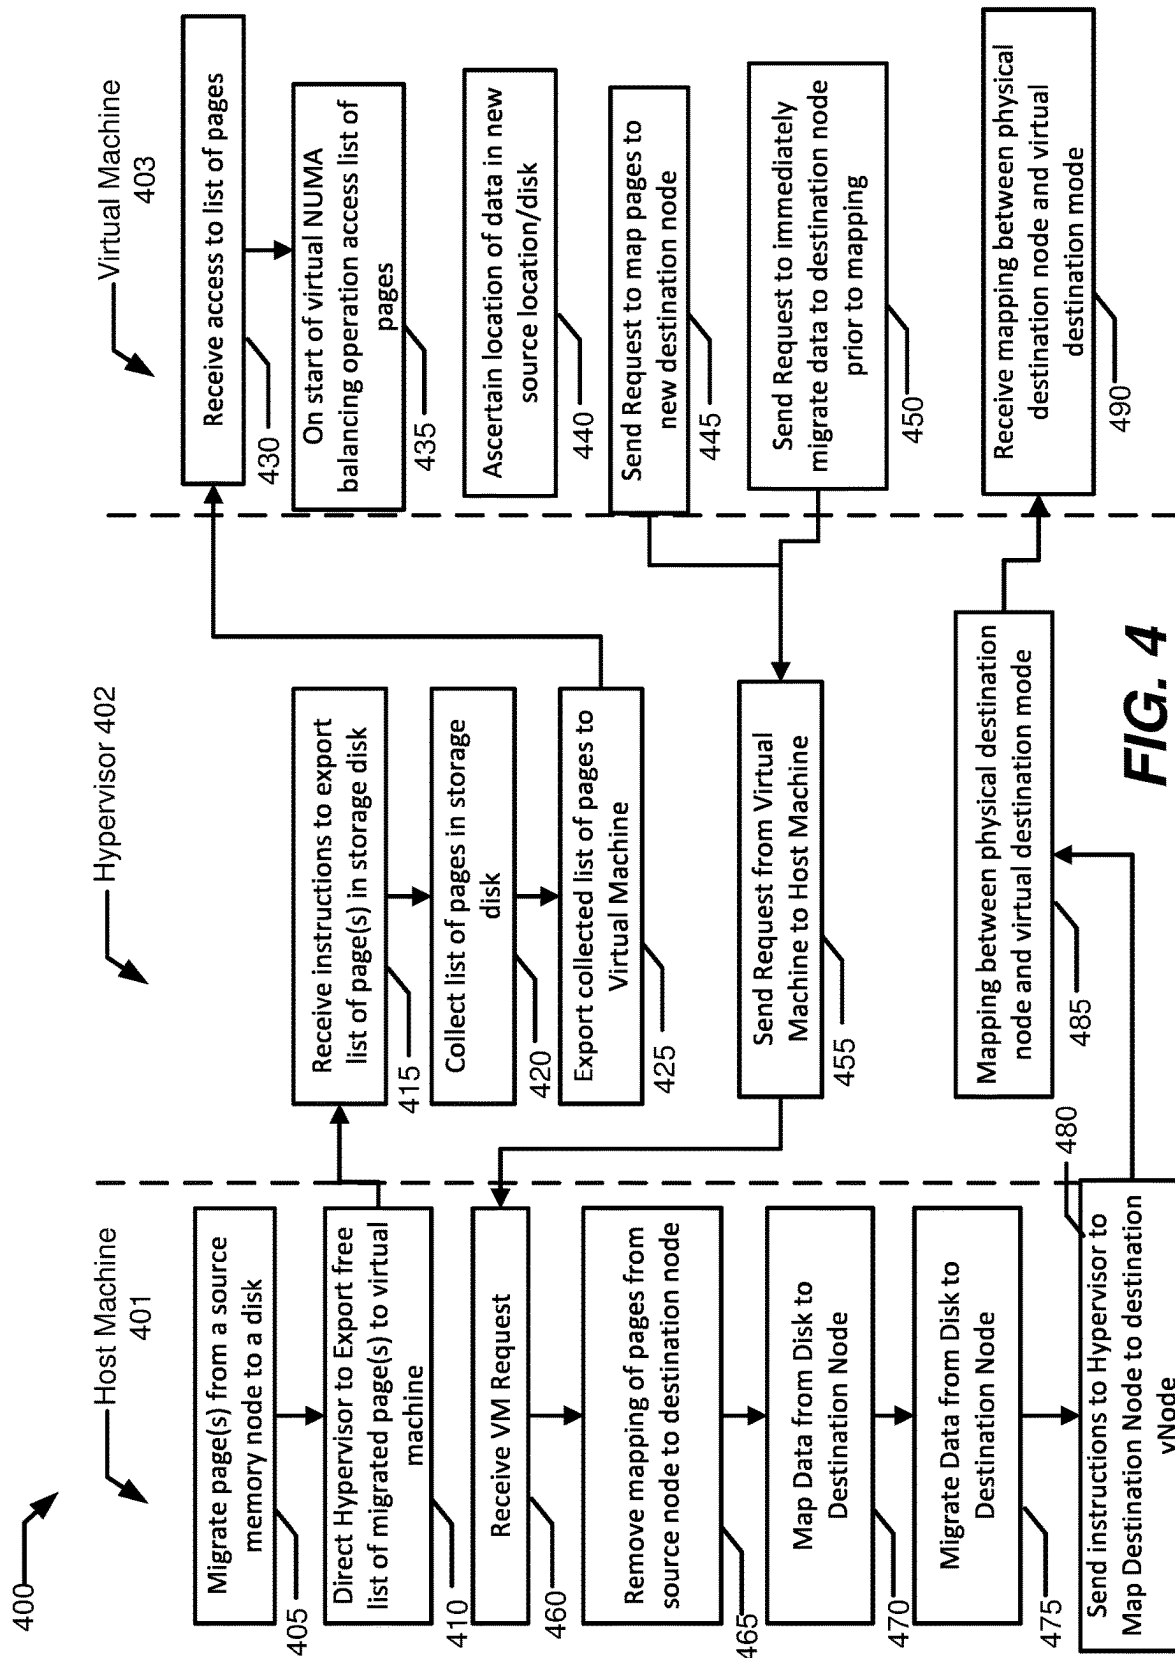 400
Host Machine
401
Migrate page(s) from a source
memory node to a disk
405
Direct Hypervisor to Export free
list of migrated page(s) to virtual
machine
410
Receive VM Request
460
Remove mapping of pages from
source node to destination node
465
Map Data from Disk to
Destination Node
470
Migrate Data from Disk to
Destination Node
475
Send instructions to Hypervisor to
Map Destination Node to destination
vNode
480
Hypervisor 402
Receive instructions to export
list of page(s) in storage disk
415
Collect list of pages in storage
disk
420
Export collected list of pages to
Virtual Machine
425
Send Request from Virtual
Machine to Host Machine
455
Mapping between physical destination
node and virtual destination mode
485
Virtual Machine
403
Receive access to list of pages
430
On start of virtual NUMA
balancing operation access list of
pages
435
Ascertain location of data in new
source location/disk
440
Send Request to map pages to
new destination node
445
Send Request to immediately
migrate data to destination node
prior to mapping
450
Receive mapping between physical
destination node and virtual
destination mode
490
FIG. 4